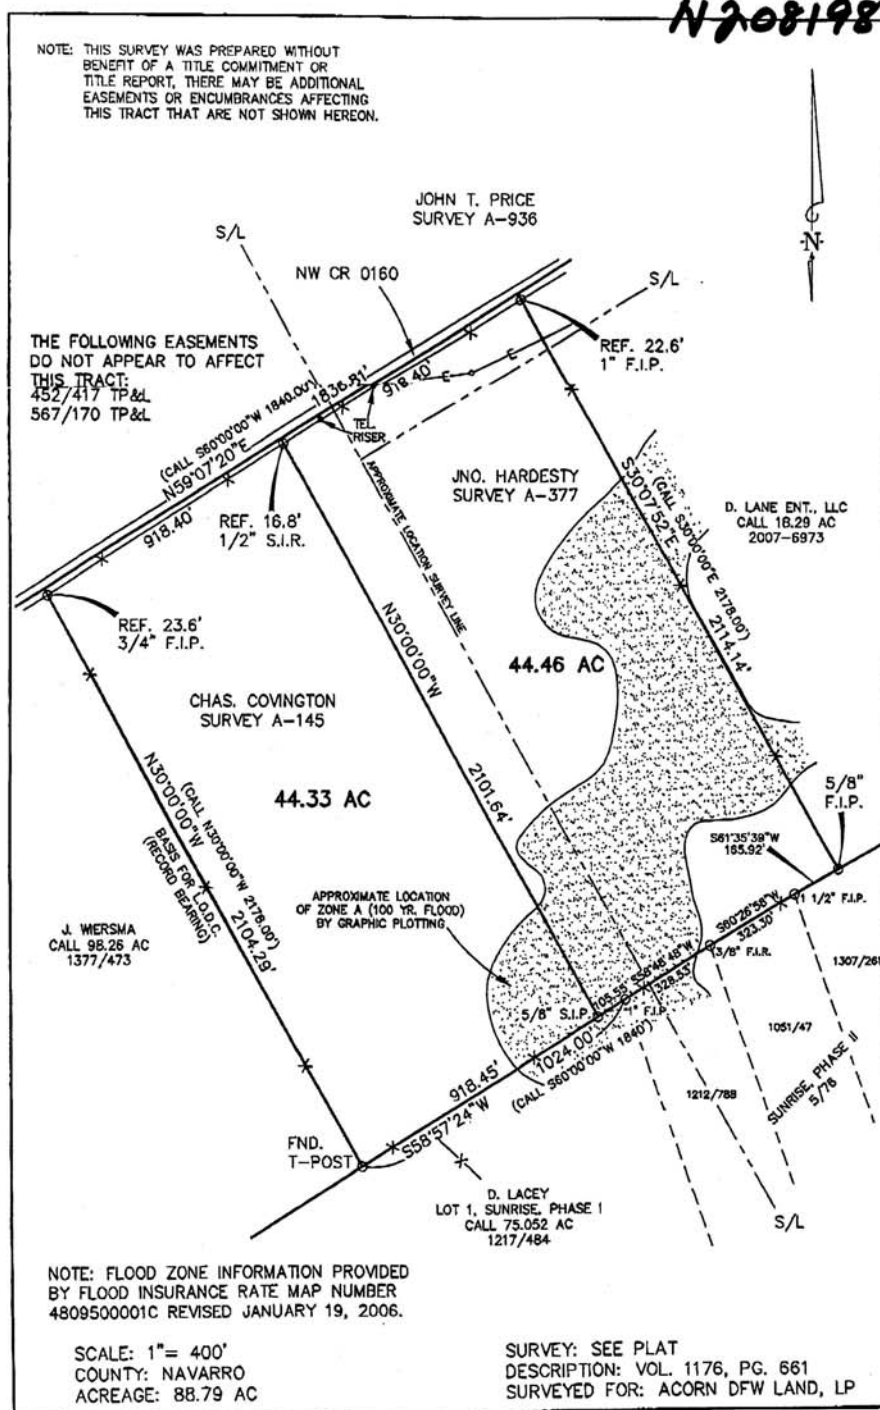 N208198
NOTE: THIS SURVEY WAS PREPARED WITHOUT
BENEFIT OF A TITLE COMMITMENT OR
TITLE REPORT, THERE MAY BE ADDITIONAL
EASEMENTS OR ENCUMBRANCES AFFECTING
THIS TRACT THAT ARE NOT SHOWN HEREON.
N
JOHN T. PRICE
SURVEY A-936
S/L
NW CR 0160
S/L
THE FOLLOWING EASEMENTS
DO NOT APPEAR TO AFFECT
THIS TRACT:
452/417 TP&L
567/170 TP&L
REF. 22.6'
1" F.I.P.
(CALL S60°00'00"W 1840.00')
N59°07'20"E 1836.81'
918.40'
E E
TEL.
RISER
918.40'
REF. 16.8'
1/2" S.I.R.
APPROXIMATE LOCATION SURVEY LINE
JNO. HARDESTY
SURVEY A-377
(CALL S30°00'00"E 2178.00')
S30°07'52"E 2114.14'
D. LANE ENT., LLC
CALL 18.29 AC
2007-6973
REF. 23.6'
3/4" F.I.P.
N30°00'00"W 2101.64'
44.46 AC
CHAS. COVINGTON
SURVEY A-145
44.33 AC
N30°00'00"W 2104.29'
(CALL N30°00'00"W 2178.00')
BASIS FOR L.O.D.C.
(RECORD BEARING)
5/8"
F.I.P.
S61°35'39"W
165.92'
APPROXIMATE LOCATION
OF ZONE A (100 YR. FLOOD)
BY GRAPHIC PLOTTING
J. WIERSMA
CALL 98.26 AC
1377/473
S60°26'58"W
323.30'
1 1/2" F.I.P.
3/8" F.I.R.
1307/261
105.55' S58°48'48"W
328.53'
5/8" S.I.P.
1" F.I.P.
1024.00'
(CALL S60°00'00"W 1840')
1051/47
1212/788
SUNRISE, PHASE II
5/76
918.45'
S58°57'24"W
FND.
T-POST
D. LACEY
LOT 1, SUNRISE, PHASE 1
CALL 75.052 AC
1217/484
S/L
NOTE: FLOOD ZONE INFORMATION PROVIDED
BY FLOOD INSURANCE RATE MAP NUMBER
4809500001C REVISED JANUARY 19, 2006.
SCALE: 1"= 400'
COUNTY: NAVARRO
ACREAGE: 88.79 AC
SURVEY: SEE PLAT
DESCRIPTION: VOL. 1176, PG. 661
SURVEYED FOR: ACORN DFW LAND, LP